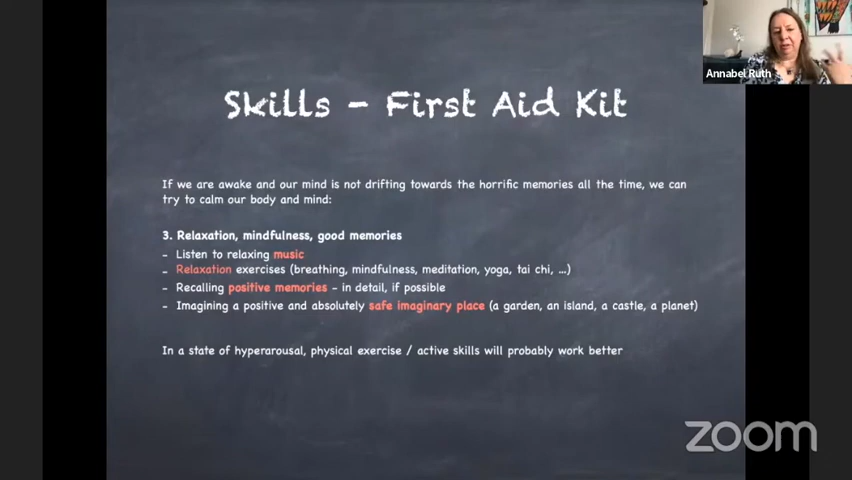 Annabel Ruth
Skills - First Aid Kit
If we are awake and our mind is not drifting towards the horrific memories all the time, we can
try to calm our body and mind:
3. Relaxation, mindfulness, good memories
- Listen to relaxing music
- Relaxation exercises (breathing, mindfulness, meditation, yoga, tai chi, ...)
- Recalling positive memories - in detail, if possible
- Imagining a positive and absolutely safe imaginary place (a garden, an island, a castle, a planet)
In a state of hyperarousal, physical exercise / active skills will probably work better
zoom